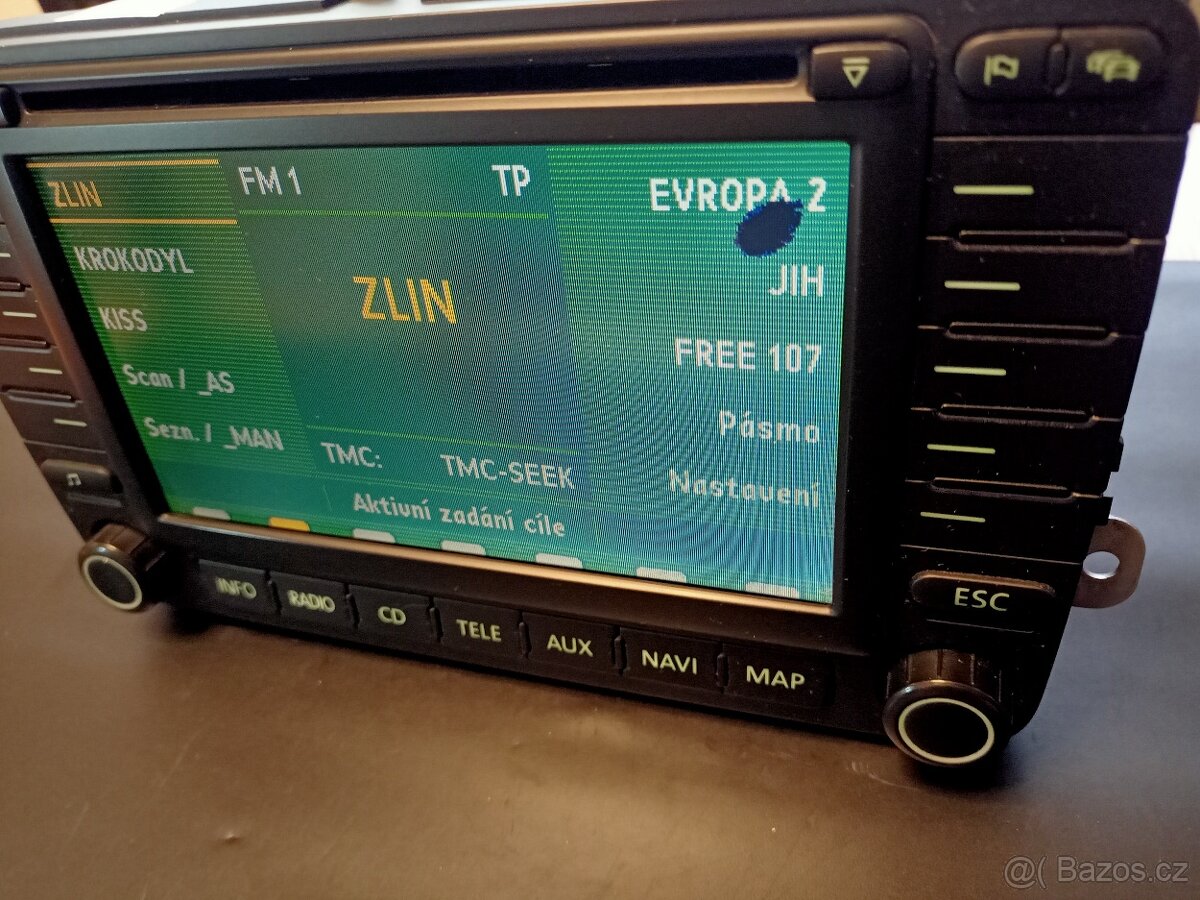 ZLIN
FM 1
TP
EVROPA 2
KROKODYL
JIH
KISS
ZLIN
FREE 107
Scan / _AS
Pásmo
Sezn. / _MAN
TMC: TMC-SEEK
Nastavení
Aktivní zadání cíle
INFO
RADIO
CD
TELE
AUX
NAVI
MAP
ESC
@( Bazos.cz